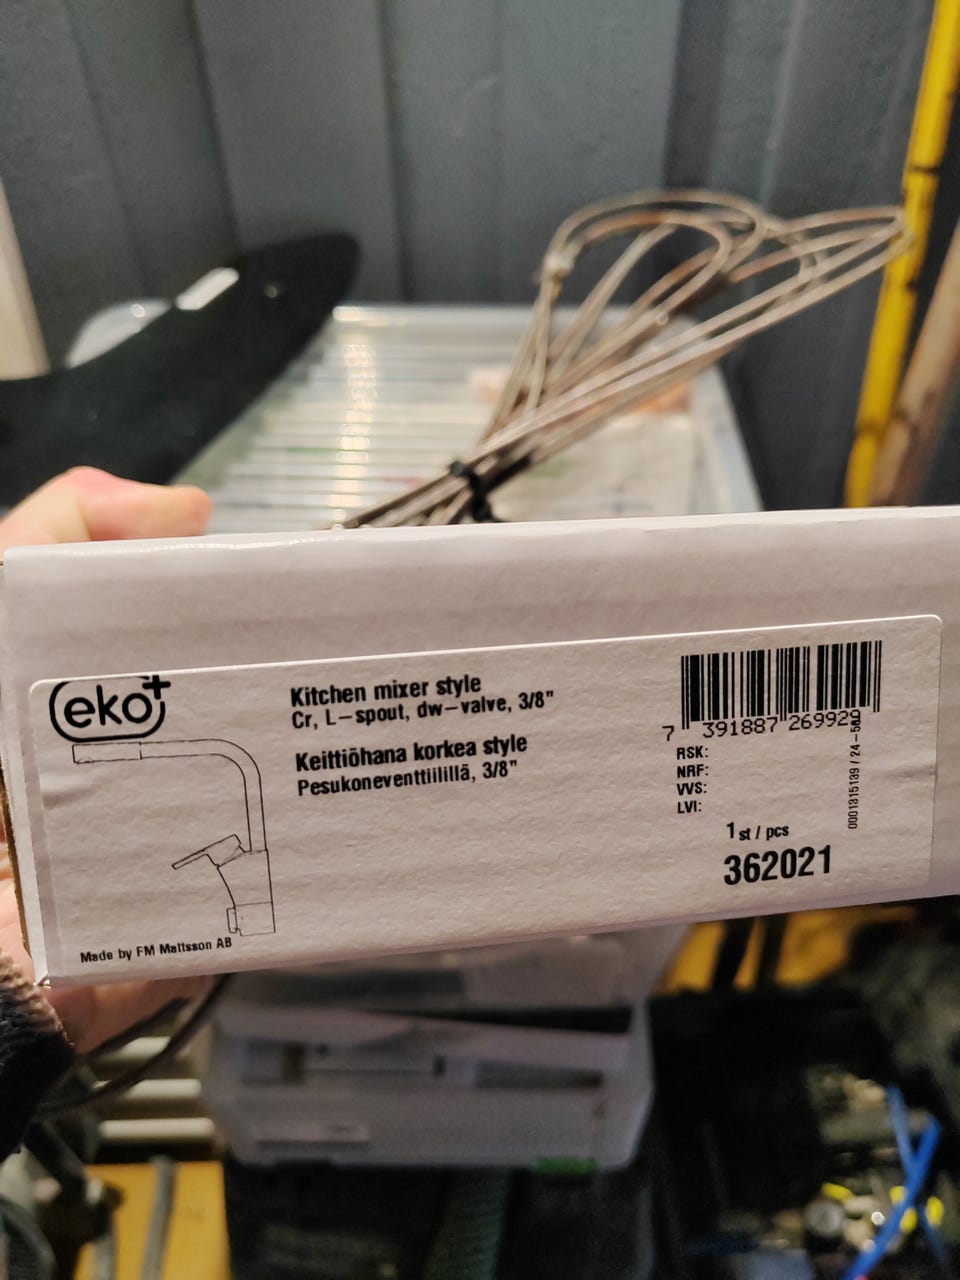 eko+
Kitchen mixer style
Cr, L-spout, dw-valve, 3/8"
Keittiöhana korkea style
Pesukoneventtiilillä, 3/8"
Made by FM Mattsson AB
7 391887 269929
RSK:
NRF:
VVS:
LVI:
1 st / pcs
362021